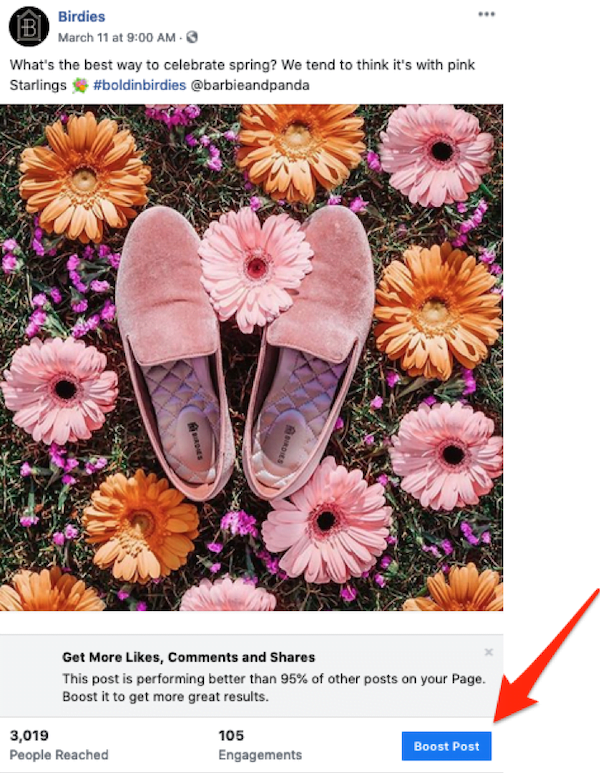 Birdies
March 11 at 9:00 AM ·
What's the best way to celebrate spring? We tend to think it's with pink
Starlings 💐 #boldinbirdies @barbieandpanda
BIRDIES
BIRDIES
Get More Likes, Comments and Shares
This post is performing better than 95% of other posts on your Page.
Boost it to get more great results.
3,019
People Reached
105
Engagements
Boost Post